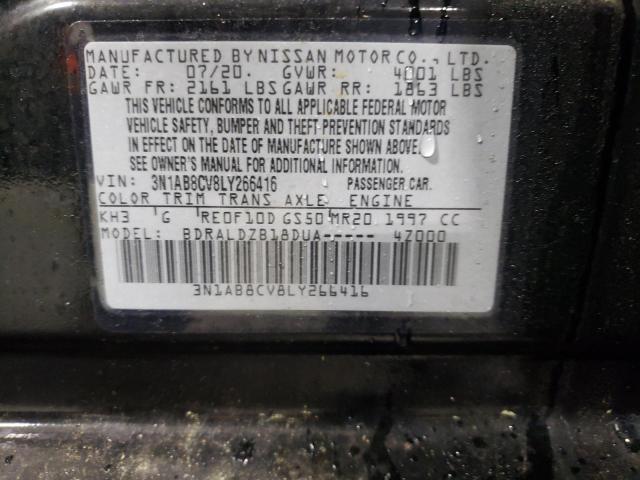 MANUFACTURED BY NISSAN MOTOR CO., LTD.
DATE: 07/20. GVWR: 4001 LBS
GAWR FR: 2161 LBS GAWR RR: 1863 LBS
THIS VEHICLE CONFORMS TO ALL APPLICABLE FEDERAL MOTOR
VEHICLE SAFETY, BUMPER AND THEFT PREVENTION STANDARDS
IN EFFECT ON THE DATE OF MANUFACTURE SHOWN ABOVE.
SEE OWNER'S MANUAL FOR ADDITIONAL INFORMATION.
VIN: 3N1AB8CV8LY266416 PASSENGER CAR.
COLOR TRIM TRANS AXLE ENGINE
KH3 G RE0F10D GS50 MR20 1997 CC
MODEL: BDRALDZB18DUA----- 4Z000
3N1AB8CV8LY266416